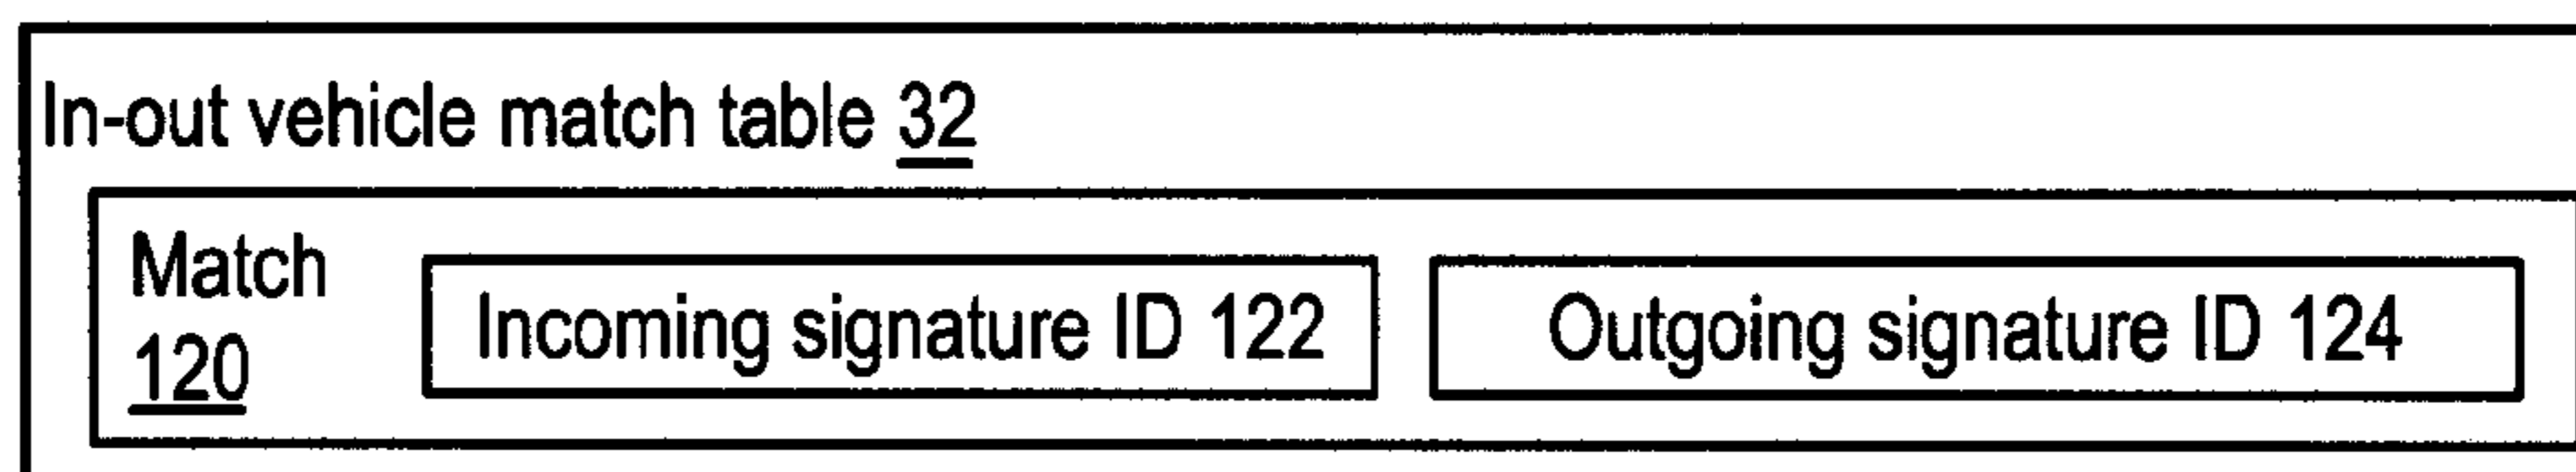 In-out vehicle match table 32
Match
120
Incoming signature ID 122
Outgoing signature ID 124